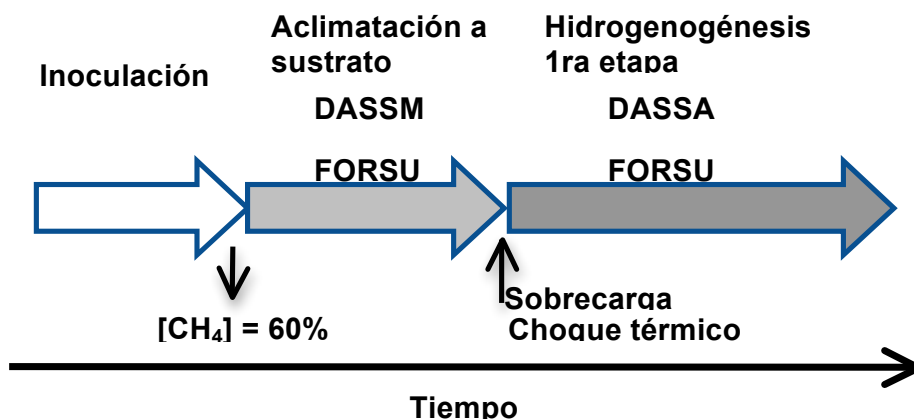 Inoculación
Aclimatación a
sustrato
DASSM
FORSU
Hidrogenogénesis
1ra etapa
DASSA
FORSU
[CH₄] = 60%
Sobrecarga
Choque térmico
Tiempo